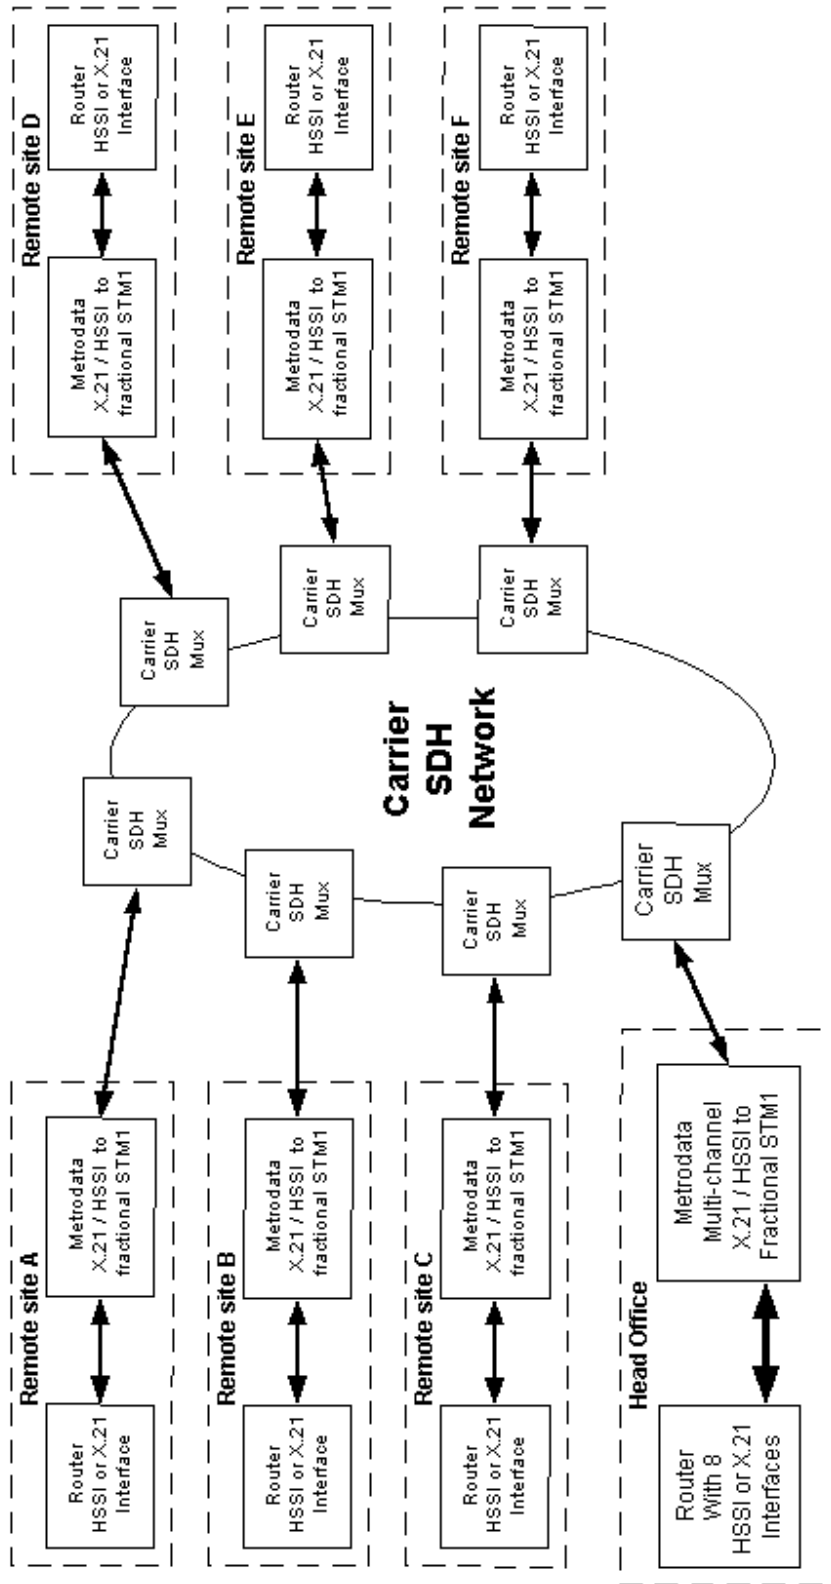 Remote site A
Router
HSSI or X.21
Interface
Metrodata
X.21 / HSSI to
fractional STM1
Carrier
SDH
Mux
Carrier
SDH
Mux
Metrodata
X.21 / HSSI to
fractional STM1
Router
HSSI or X.21
Interface
Remote site D
Remote site B
Router
HSSI or X.21
Interface
Metrodata
X.21 / HSSI to
fractional STM1
Carrier
SDH
Mux
Carrier
SDH
Mux
Metrodata
X.21 / HSSI to
fractional STM1
Router
HSSI or X.21
Interface
Remote site E
Carrier
SDH
Network
Remote site C
Router
HSSI or X.21
Interface
Metrodata
X.21 / HSSI to
fractional STM1
Carrier
SDH
Mux
Carrier
SDH
Mux
Metrodata
X.21 / HSSI to
fractional STM1
Router
HSSI or X.21
Interface
Remote site F
Head Office
Router
With 8
HSSI or X.21
Interfaces
Metrodata
Multi-channel
X.21 / HSSI to
Fractional STM1
Carrier
SDH
Mux